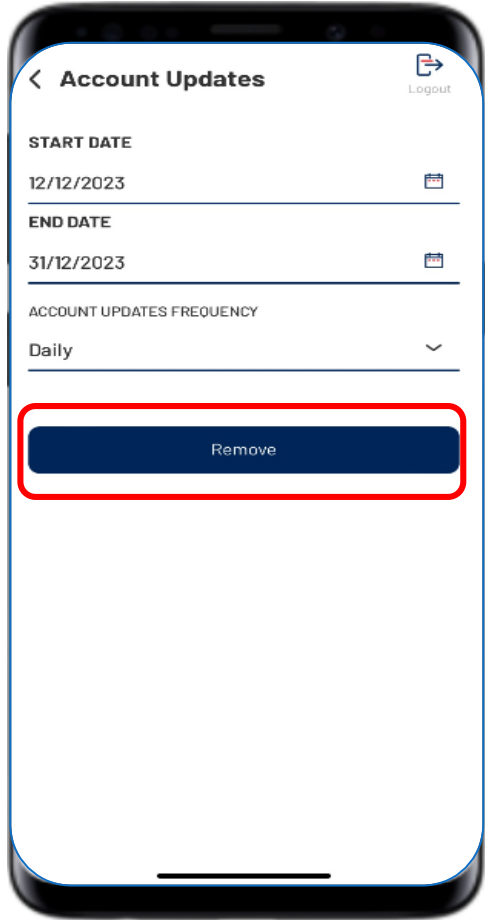 Account Updates
Logout
START DATE
12/12/2023
END DATE
31/12/2023
ACCOUNT UPDATES FREQUENCY
Daily
Remove